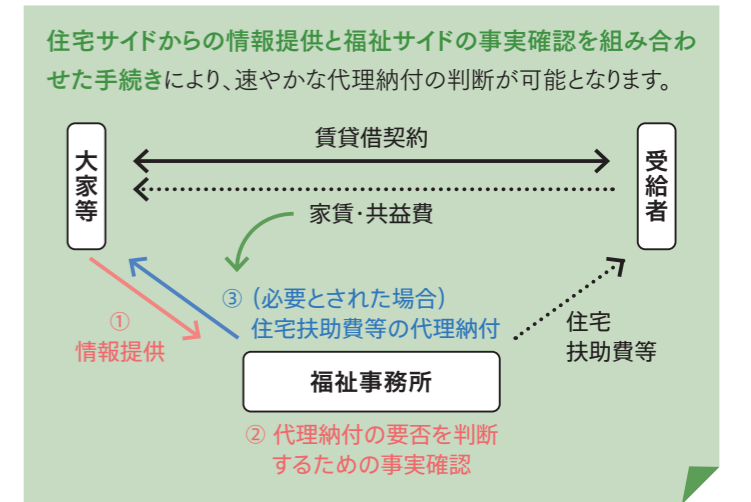 住宅サイドからの情報提供と福祉サイドの事実確認を組み合わ
せた手続きにより、速やかな代理納付の判断が可能となります。
大家等
賃貸借契約
受給者
家賃・共益費
①
情報提供
③（必要とされた場合）
住宅扶助費等の代理納付
住宅
扶助費等
福祉事務所
② 代理納付の要否を判断
するための事実確認